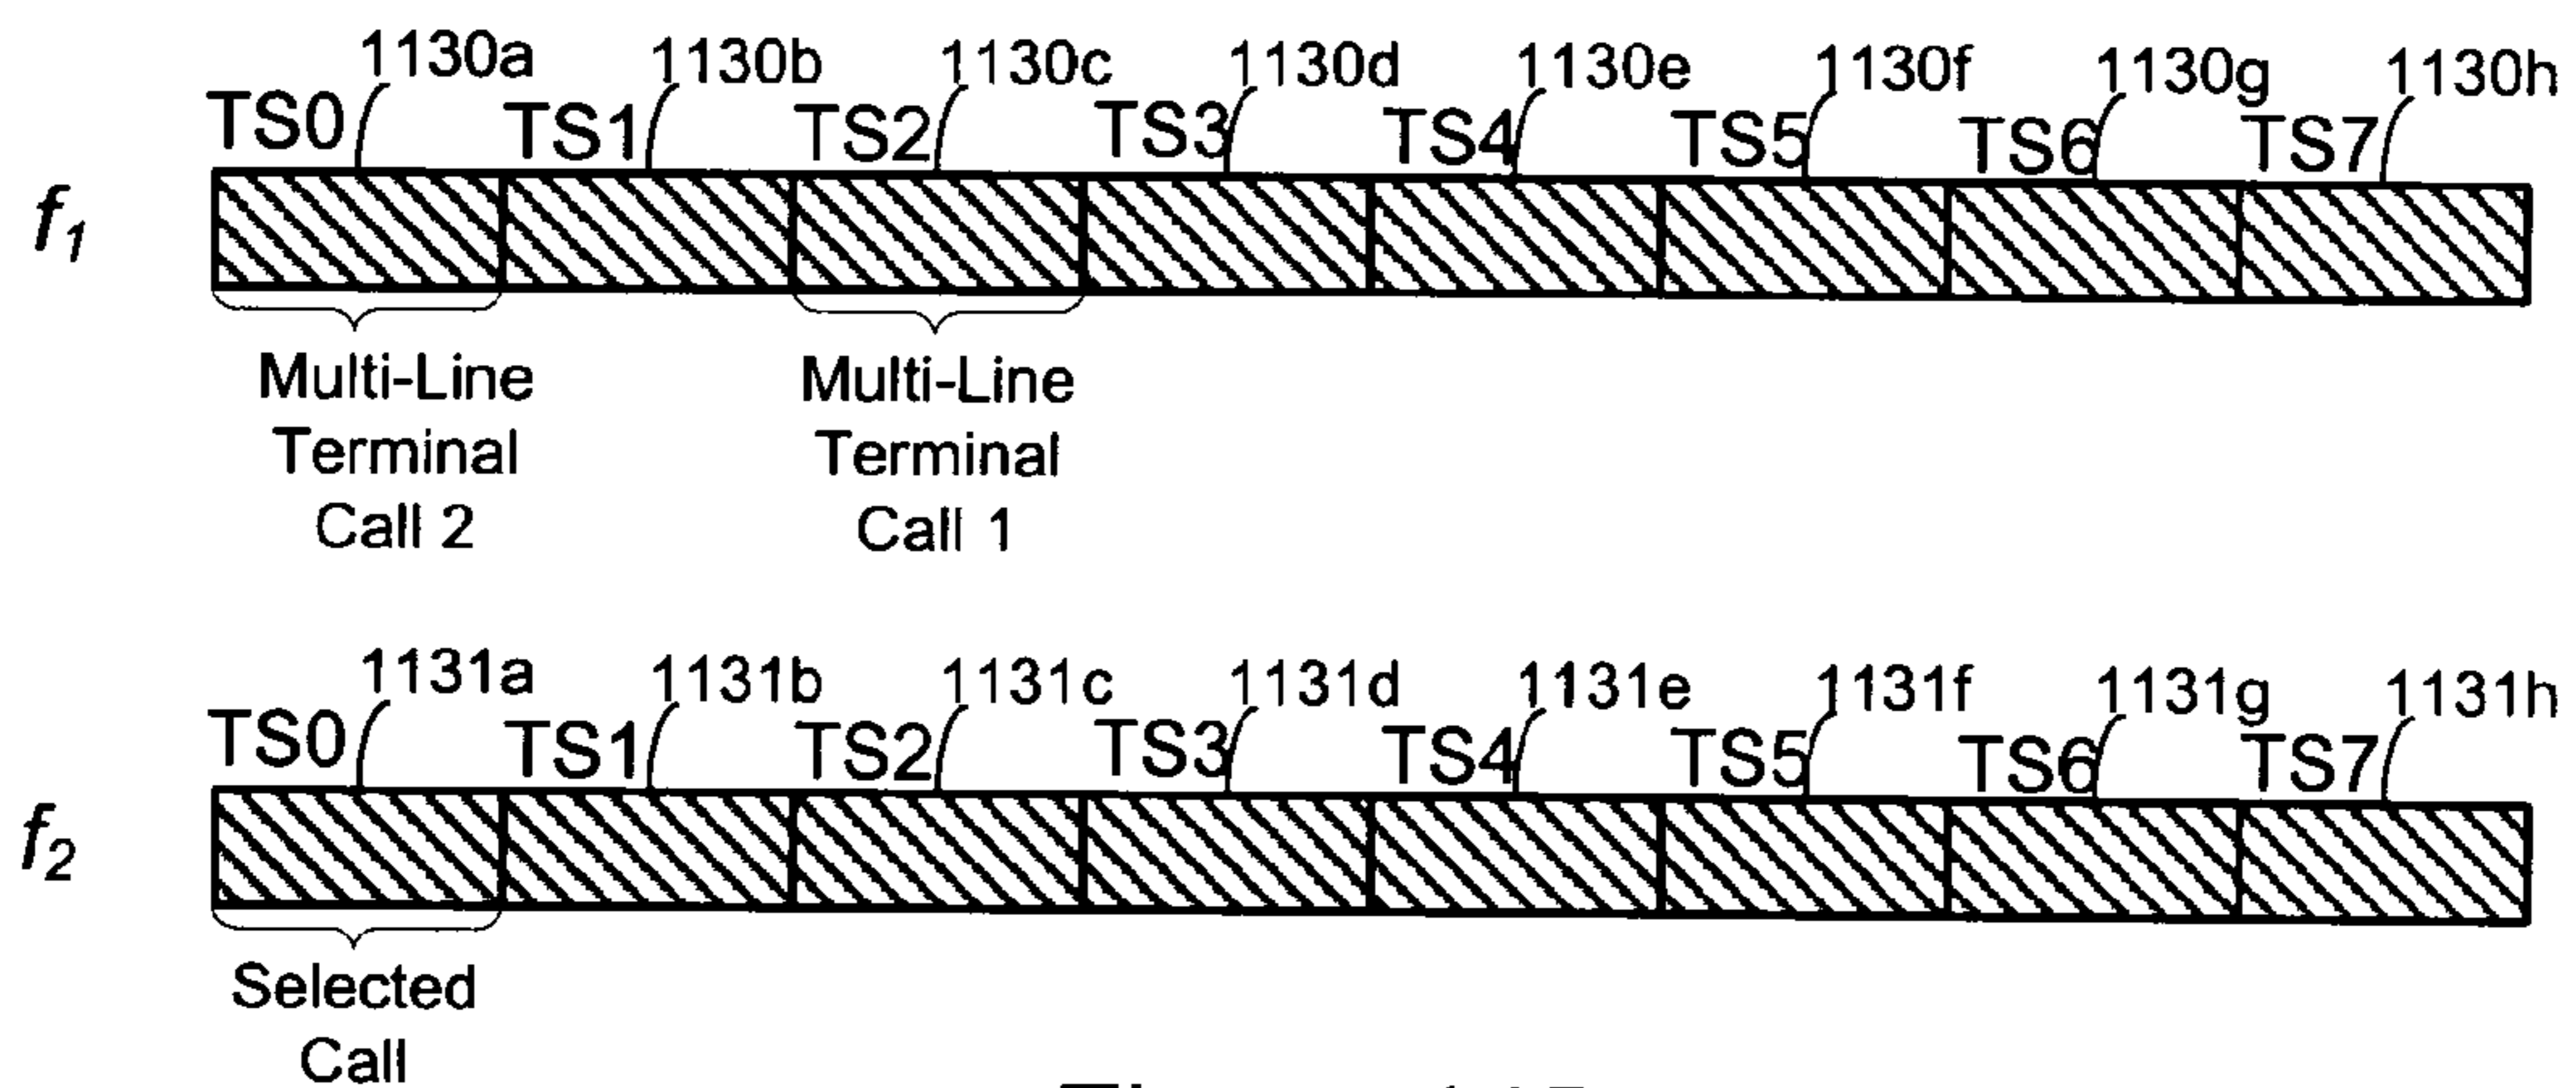 1130a 1130b 1130c 1130d 1130e 1130f 1130g 1130h
TS0 TS1 TS2 TS3 TS4 TS5 TS6 TS7
f1
Multi-Line Terminal Call 2
Multi-Line Terminal Call 1
1131a 1131b 1131c 1131d 1131e 1131f 1131g 1131h
TS0 TS1 TS2 TS3 TS4 TS5 TS6 TS7
f2
Selected
Call